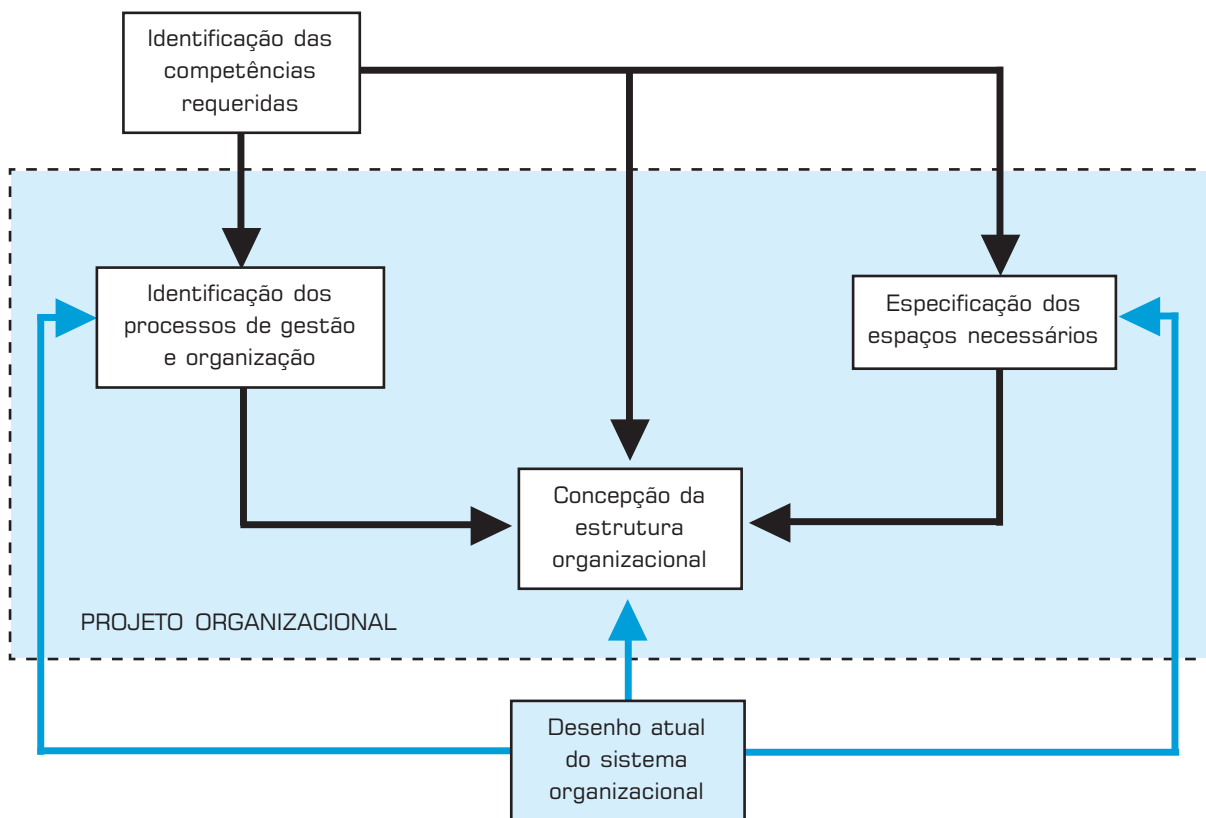 Identificação das
competências
requeridas
Identificação dos
processos de gestão
e organização
Especificação dos
espaços necessários
Concepção da
estrutura
organizacional
PROJETO ORGANIZACIONAL
Desenho atual
do sistema
organizacional